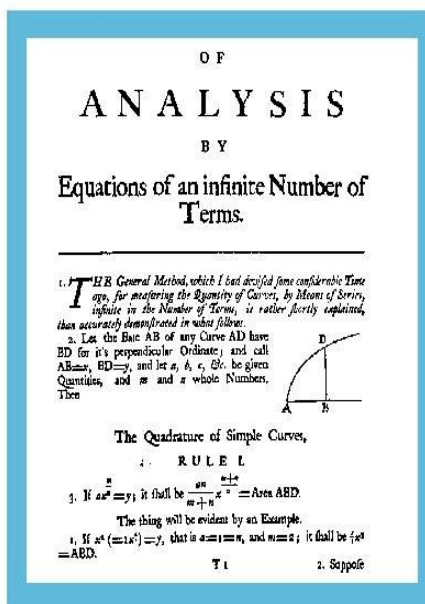 OF
ANALYSIS
BY
Equations of an infinite Number of
Terms.
1. THE General Method, which I had devised some considerable Time
ago, for measuring the Quantity of Curves, by Means of Series,
infinite in the Number of Terms, is rather shortly explained,
than accurately demonstrated in what follows.
2. Let the Base AB of any Curve AD have
BD for it's perpendicular Ordinate; and call
AB=x, BD=y, and let a, b, c, &c. be given
Quantities, and m and n whole Numbers,
Then
D
A B
The Quadrature of Simple Curves,
RULE I.
3. If ax^(m/n)=y; it shall be an/(m+n) x^((m+n)/n) = Area ABD.
The thing will be evident by an Example.
1. If x² (=1x^(2/1))=y, that is a=1=n, and m=2; it shall be ⅓x³
=ABD.
2. Suppose